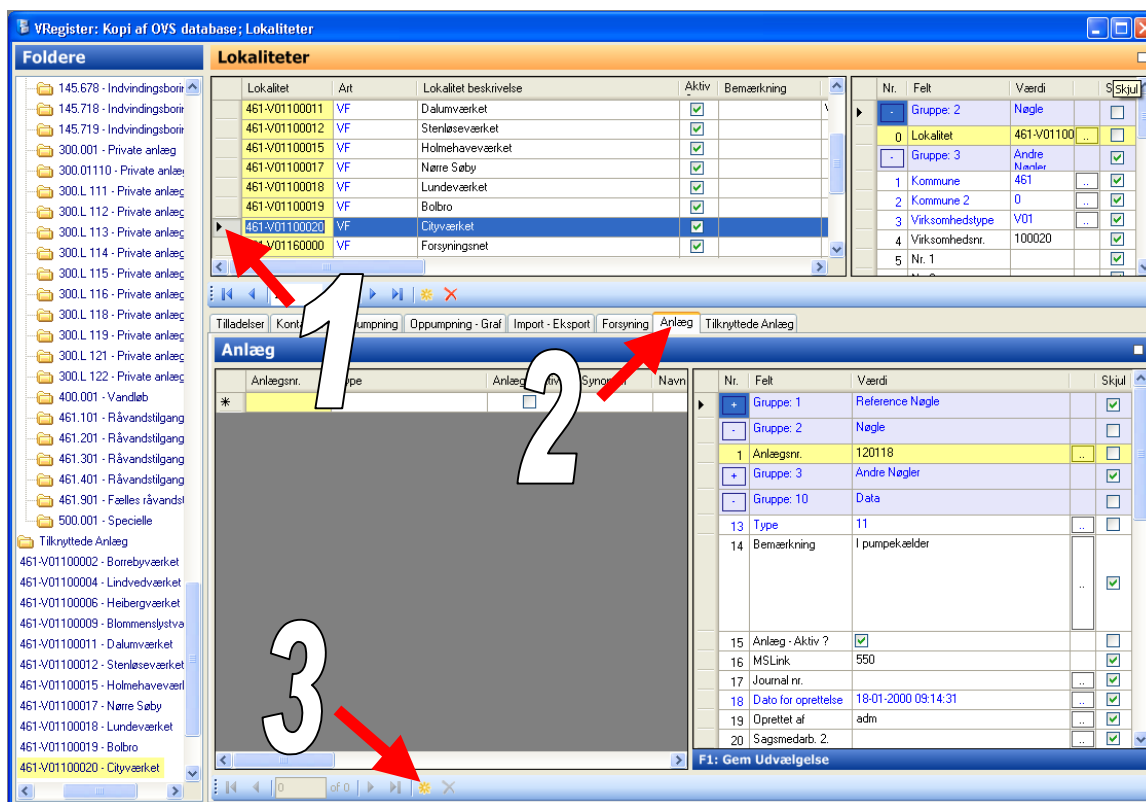 VRegister: Kopi af OVS database; Lokaliteter
Foldere
145.678 - Indvindingsborir
145.718 - Indvindingsborir
145.719 - Indvindingsborir
300.001 - Private anlæg
300.01110 - Private anlæg
300.L 111 - Private anlæg
300.L 112 - Private anlæg
300.L 113 - Private anlæg
300.L 114 - Private anlæg
300.L 115 - Private anlæg
300.L 116 - Private anlæg
300.L 118 - Private anlæg
300.L 119 - Private anlæg
300.L 121 - Private anlæg
300.L 122 - Private anlæg
400.001 - Vandløb
461.101 - Råvandstilgang
461.201 - Råvandstilgang
461.301 - Råvandstilgang
461.401 - Råvandstilgang
461.901 - Fælles råvandst
500.001 - Specielle
Tilknyttede Anlæg
461-V01100002 - Borrebyværket
461-V01100004 - Lindvedværket
461-V01100006 - Heibergværket
461-V01100009 - Blommenslystva
461-V01100011 - Dalumværket
461-V01100012 - Stenløseværket
461-V01100015 - Holmehaveværl
461-V01100017 - Nørre Søby
461-V01100018 - Lundeværket
461-V01100019 - Bolbro
461-V01100020 - Cityværket
Lokaliteter
Lokalitet Art Lokalitet beskrivelse Aktiv Bemærkning
461-V01100011 VF Dalumværket
461-V01100012 VF Stenløseværket
461-V01100015 VF Holmehaveværket
461-V01100017 VF Nørre Søby
461-V01100018 VF Lundeværket
461-V01100019 VF Bolbro
461-V01100020 VF Cityværket
VF Forsyningsnet
Nr. Felt Værdi Skjul
- Gruppe: 2 Nøgle
0 Lokalitet 461-V01100 ..
- Gruppe: 3 Andre Nøgler
1 Kommune 461 ..
2 Kommune 2 0 ..
3 Virksomhedstype V01 ..
4 Virksomhedsnr. 100020
5 Nr. 1
1
Tilladelser Oppumpning - Graf Import - Eksport Forsyning Anlæg Tilknyttede Anlæg
2
Anlæg
Anlægsnr. Navn
*
Nr. Felt Værdi Skjul
+ Gruppe: 1 Reference Nøgle
- Gruppe: 2 Nøgle
1 Anlægsnr. 120118 ..
+ Gruppe: 3 Andre Nøgler
- Gruppe: 10 Data
13 Type 11 ..
14 Bemærkning I pumpekælder ..
15 Anlæg - Aktiv ?
16 MSLink 550
17 Journal nr. ..
18 Dato for oprettelse 18-01-2000 09:14:31 ..
19 Oprettet af adm ..
20 Sagsmedarb. 2. ..
3
F1: Gem Udvælgelse
0 of 0